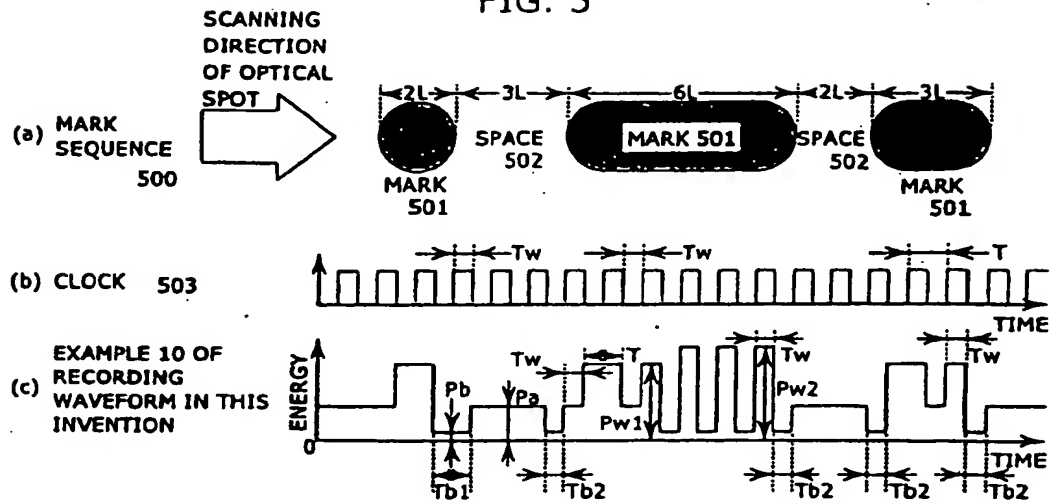 FIG. 5
SCANNING
DIRECTION
OF OPTICAL
SPOT
2L 3L 6L 2L 3L
(a) MARK
SEQUENCE
500
SPACE
502
MARK 501
SPACE
502
MARK
501
MARK
501
Tw Tw T
(b) CLOCK 503
TIME
EXAMPLE 10 OF
(c) RECORDING
WAVEFORM IN THIS
INVENTION
ENERGY
0
Tw T Tw Tw
Pb Pa Pw1 Pw2
TIME
Tb1 Tb2 Tb2 Tb2 Tb2